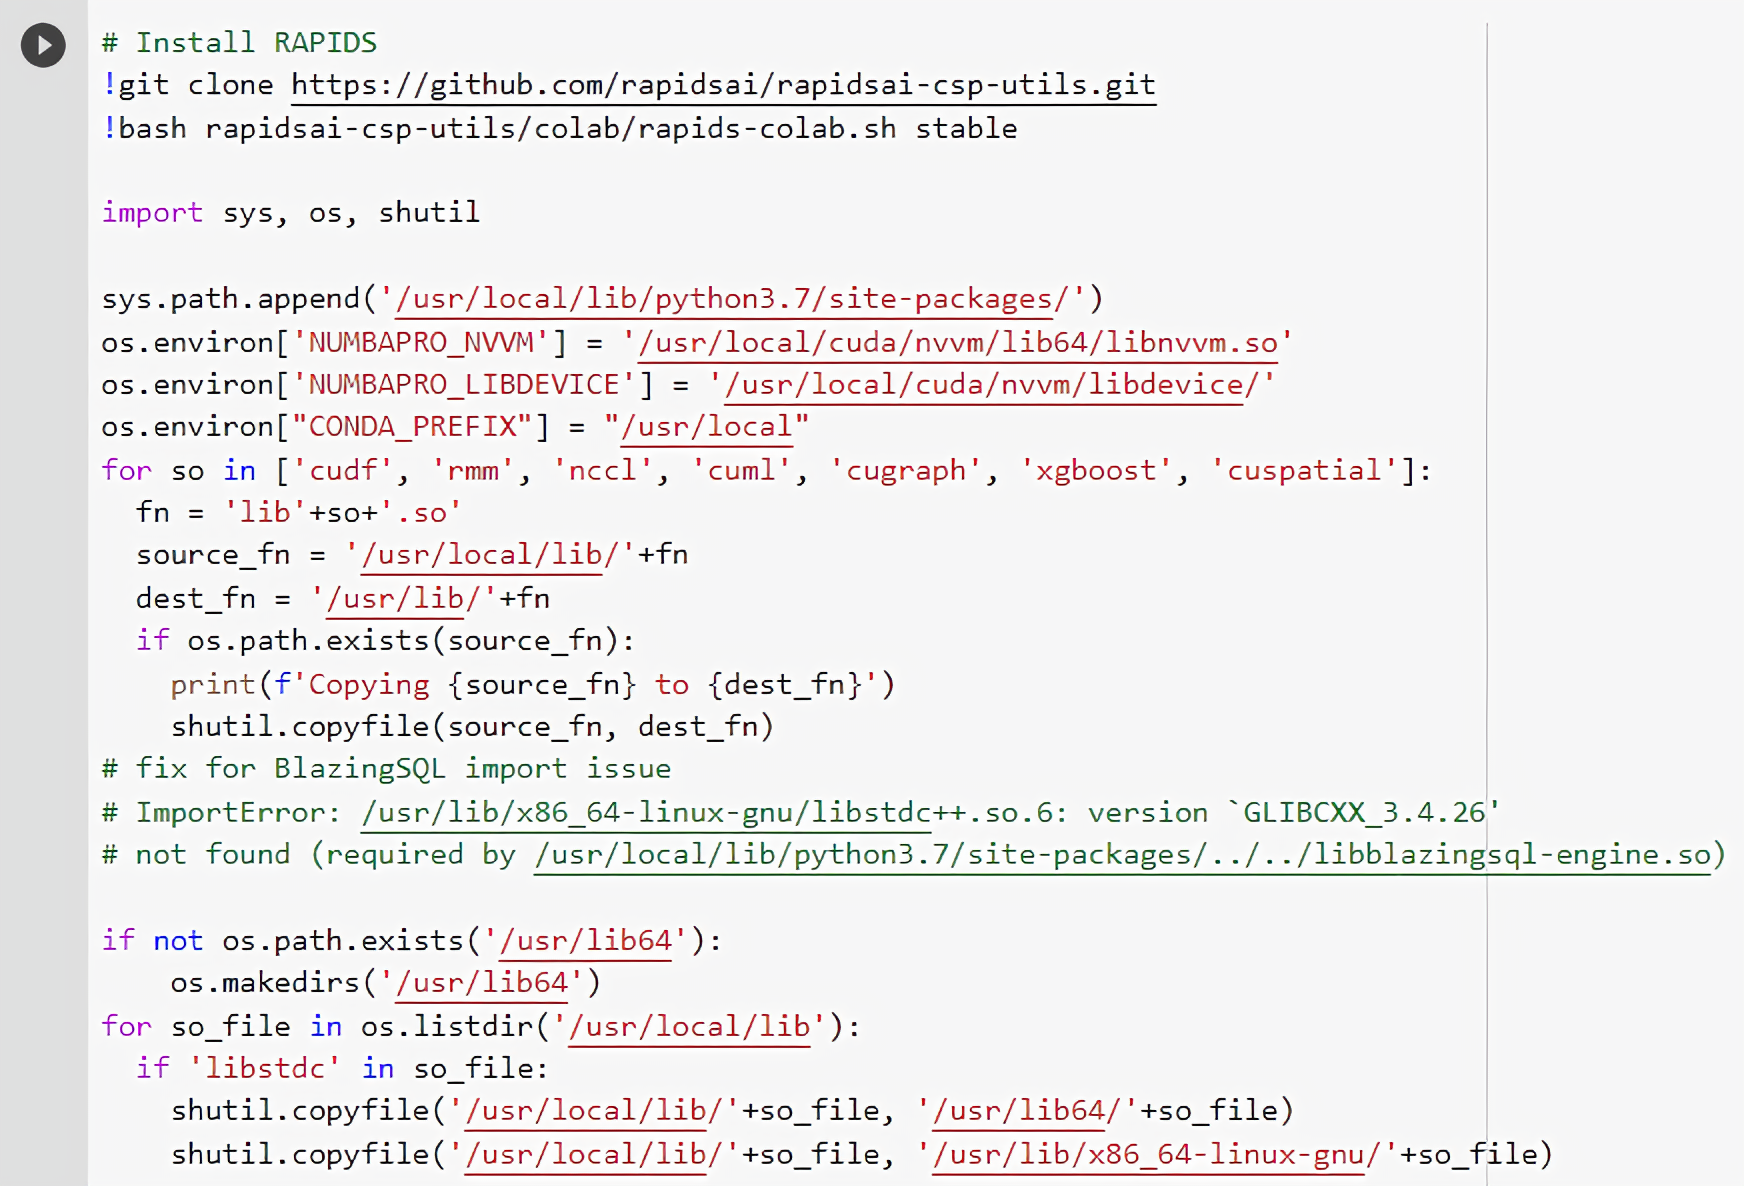 # Install RAPIDS
!git clone https://github.com/rapidsai/rapidsai-csp-utils.git
!bash rapidsai-csp-utils/colab/rapids-colab.sh stable
import sys, os, shutil
sys.path.append('/usr/local/lib/python3.7/site-packages/')
os.environ['NUMBAPRO_NVVM'] = '/usr/local/cuda/nvvm/lib64/libnvvm.so'
os.environ['NUMBAPRO_LIBDEVICE'] = '/usr/local/cuda/nvvm/libdevice/'
os.environ["CONDA_PREFIX"] = "/usr/local"
for so in ['cudf', 'rmm', 'nccl', 'cuml', 'cugraph', 'xgboost', 'cuspatial']:
  fn = 'lib'+so+'.so'
  source_fn = '/usr/local/lib/'+fn
  dest_fn = '/usr/lib/'+fn
  if os.path.exists(source_fn):
    print(f'Copying {source_fn} to {dest_fn}')
    shutil.copyfile(source_fn, dest_fn)
# fix for BlazingSQL import issue
# ImportError: /usr/lib/x86_64-linux-gnu/libstdc++.so.6: version `GLIBCXX_3.4.26'
# not found (required by /usr/local/lib/python3.7/site-packages/../../libblazingsql-engine.so)
if not os.path.exists('/usr/lib64'):
    os.makedirs('/usr/lib64')
for so_file in os.listdir('/usr/local/lib'):
  if 'libstdc' in so_file:
    shutil.copyfile('/usr/local/lib/'+so_file, '/usr/lib64/'+so_file)
    shutil.copyfile('/usr/local/lib/'+so_file, '/usr/lib/x86_64-linux-gnu/'+so_file)